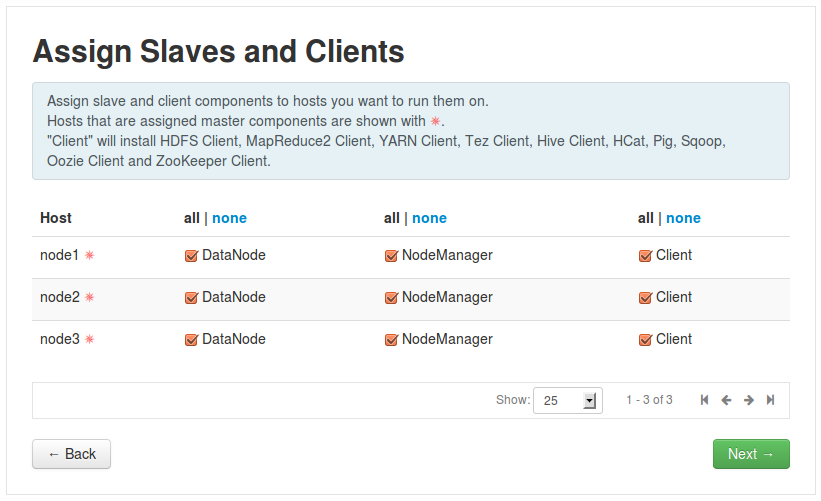 Assign Slaves and Clients
Assign slave and client components to hosts you want to run them on.
Hosts that are assigned master components are shown with ✷.
"Client" will install HDFS Client, MapReduce2 Client, YARN Client, Tez Client, Hive Client, HCat, Pig, Sqoop,
Oozie Client and ZooKeeper Client.
Host all | none all | none all | none
node1 ✷ DataNode NodeManager Client
node2 ✷ DataNode NodeManager Client
node3 ✷ DataNode NodeManager Client
Show: 25 1 - 3 of 3
← Back Next →